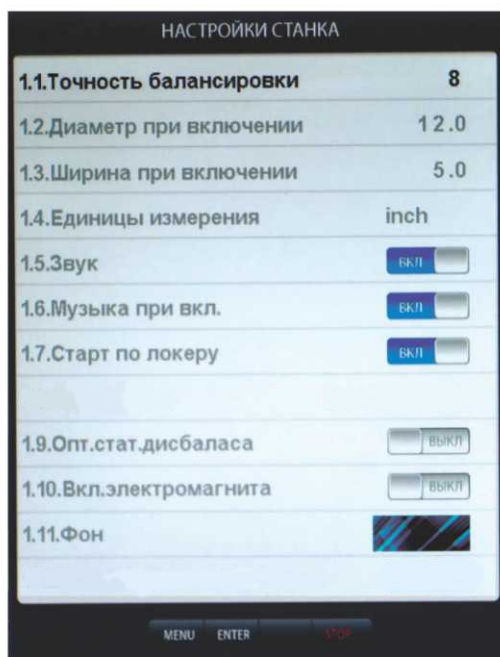 НАСТРОЙКИ СТАНКА
1.1.Точность балансировки 8
1.2.Диаметр при включении 12.0
1.3.Ширина при включении 5.0
1.4.Единицы измерения inch
1.5.Звук ВКЛ
1.6.Музыка при вкл. ВКЛ
1.7.Старт по локеру ВКЛ
1.9.Опт.стат.дисбаласа ВЫКЛ
1.10.Вкл.электромагнита ВЫКЛ
1.11.Фон
MENU ENTER STOP